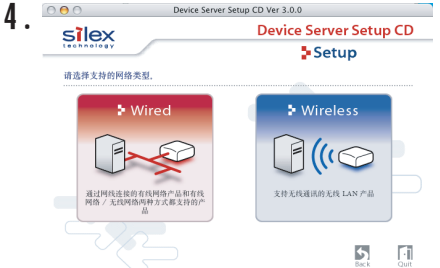 4.
Device Server Setup CD Ver 3.0.0
silex
technology
Device Server Setup CD
Setup
请选择支持的网络类型。
Wired
Wireless
通过网线连接的有线网络产品和有线
网络 / 无线网络两种方式都支持的产
品
支持无线通讯的无线 LAN 产品
Back
Quit